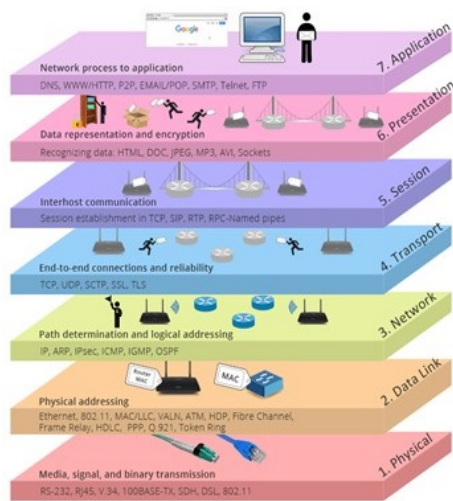 Google
Network process to application
DNS, WWW/HTTP, P2P, EMAIL/POP, SMTP, Telnet, FTP
7. Application
Data representation and encryption
Recognizing data: HTML, DOC, JPEG, MP3, AVI, Sockets
6. Presentation
Interhost communication
Session establishment in TCP, SIP, RTP, RPC-Named pipes
5. Session
End-to-end connections and reliability
TCP, UDP, SCTP, SSL, TLS
4. Transport
Path determination and logical addressing
IP, ARP, IPsec, ICMP, IGMP, OSPF
3. Network
Router
MAC
MAC
Physical addressing
Ethernet, 802.11, MAC/LLC, VALN, ATM, HDP, Fibre Channel,
Frame Relay, HDLC, PPP, Q.921, Token Ring
2. Data Link
Media, signal, and binary transmission
RS-232, RJ45, V.34, 100BASE-TX, SDH, DSL, 802.11
1. Physical